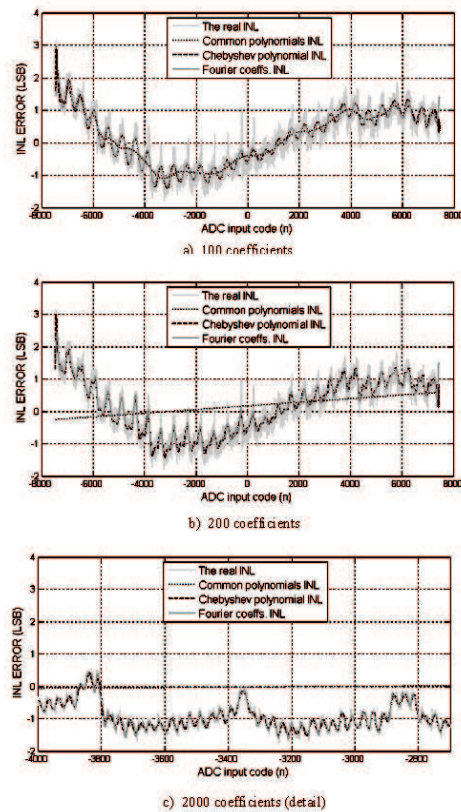 4
The real INL
Common polynomials INL
Chebyshev polynomial INL
Fourier coeffs. INL
3
2
1
0
-1
-2
INL ERROR (LSB)
-8000 -6000 -4000 -2000 0 2000 4000 6000 8000
ADC input code (n)
a) 100 coefficients
4
The real INL
Common polynomials INL
Chebyshev polynomial INL
Fourier coeffs. INL
3
2
1
0
-1
-2
INL ERROR (LSB)
-8000 -6000 -4000 -2000 0 2000 4000 6000 8000
ADC input code (n)
b) 200 coefficients
4
The real INL
Common polynomials INL
Chebyshev polynomial INL
Fourier coeffs. INL
3
2
1
0
-1
-2
INL ERROR (LSB)
-4000 -3800 -3600 -3400 -3200 -3000 -2800
ADC input code (n)
c) 2000 coefficients (detail)